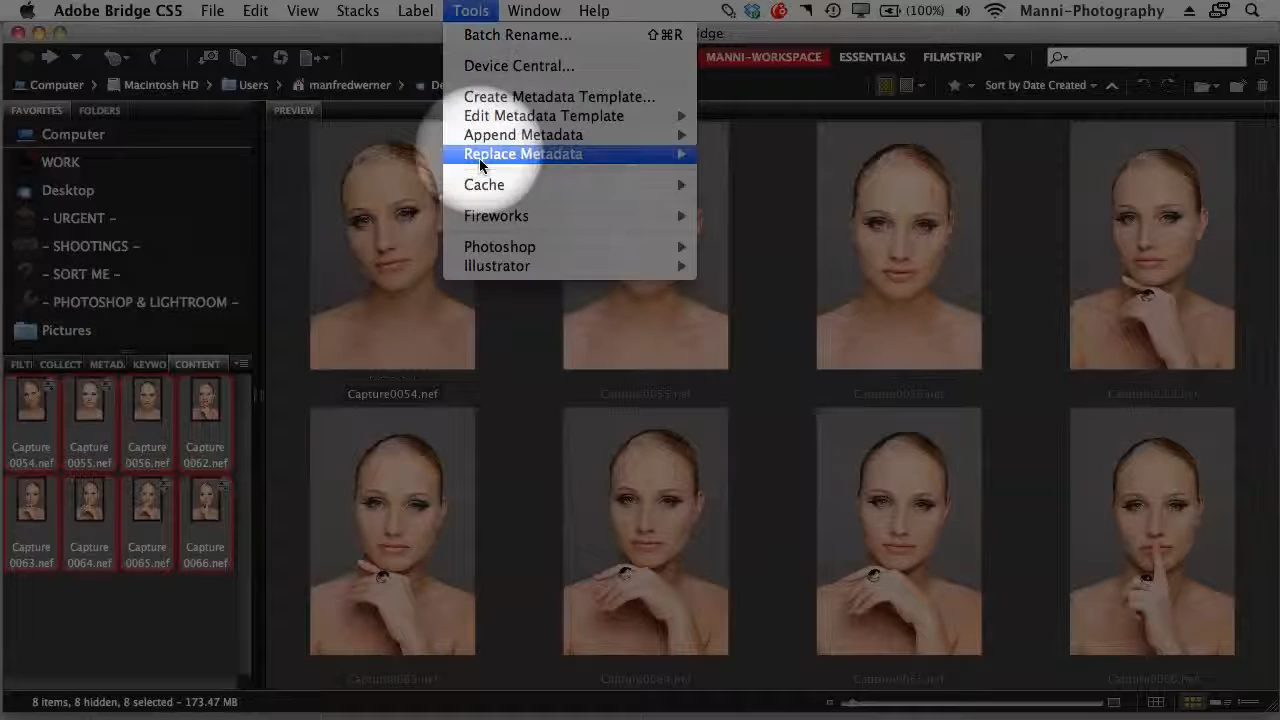 Adobe Bridge CS5 File Edit View Stacks Label Tools Window Help (100%) Manni-Photography
Batch Rename... ⇧⌘R
Device Central...
Create Metadata Template...
Edit Metadata Template
Append Metadata
Replace Metadata
Cache
Fireworks
Photoshop
Illustrator
dge
MANNI-WORKSPACE ESSENTIALS FILMSTRIP
Computer Macintosh HD Users manfredwerner De
Sort by Date Created
FAVORITES FOLDERS
Computer
WORK
Desktop
- URGENT -
- SHOOTINGS -
- SORT ME -
- PHOTOSHOP & LIGHTROOM -
Pictures
FILTI COLLECT METAD. KEYWO CONTENT
Capture 0054.nef
Capture 0055.nef
Capture 0056.nef
Capture 0062.nef
Capture 0063.nef
Capture 0064.nef
Capture 0065.nef
Capture 0066.nef
PREVIEW
Capture0054.nef
8 items, 8 hidden, 8 selected - 173.47 MB